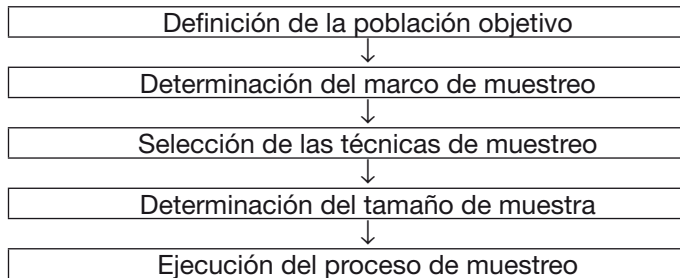 Definición de la población objetivo
Determinación del marco de muestreo
Selección de las técnicas de muestreo
Determinación del tamaño de muestra
Ejecución del proceso de muestreo